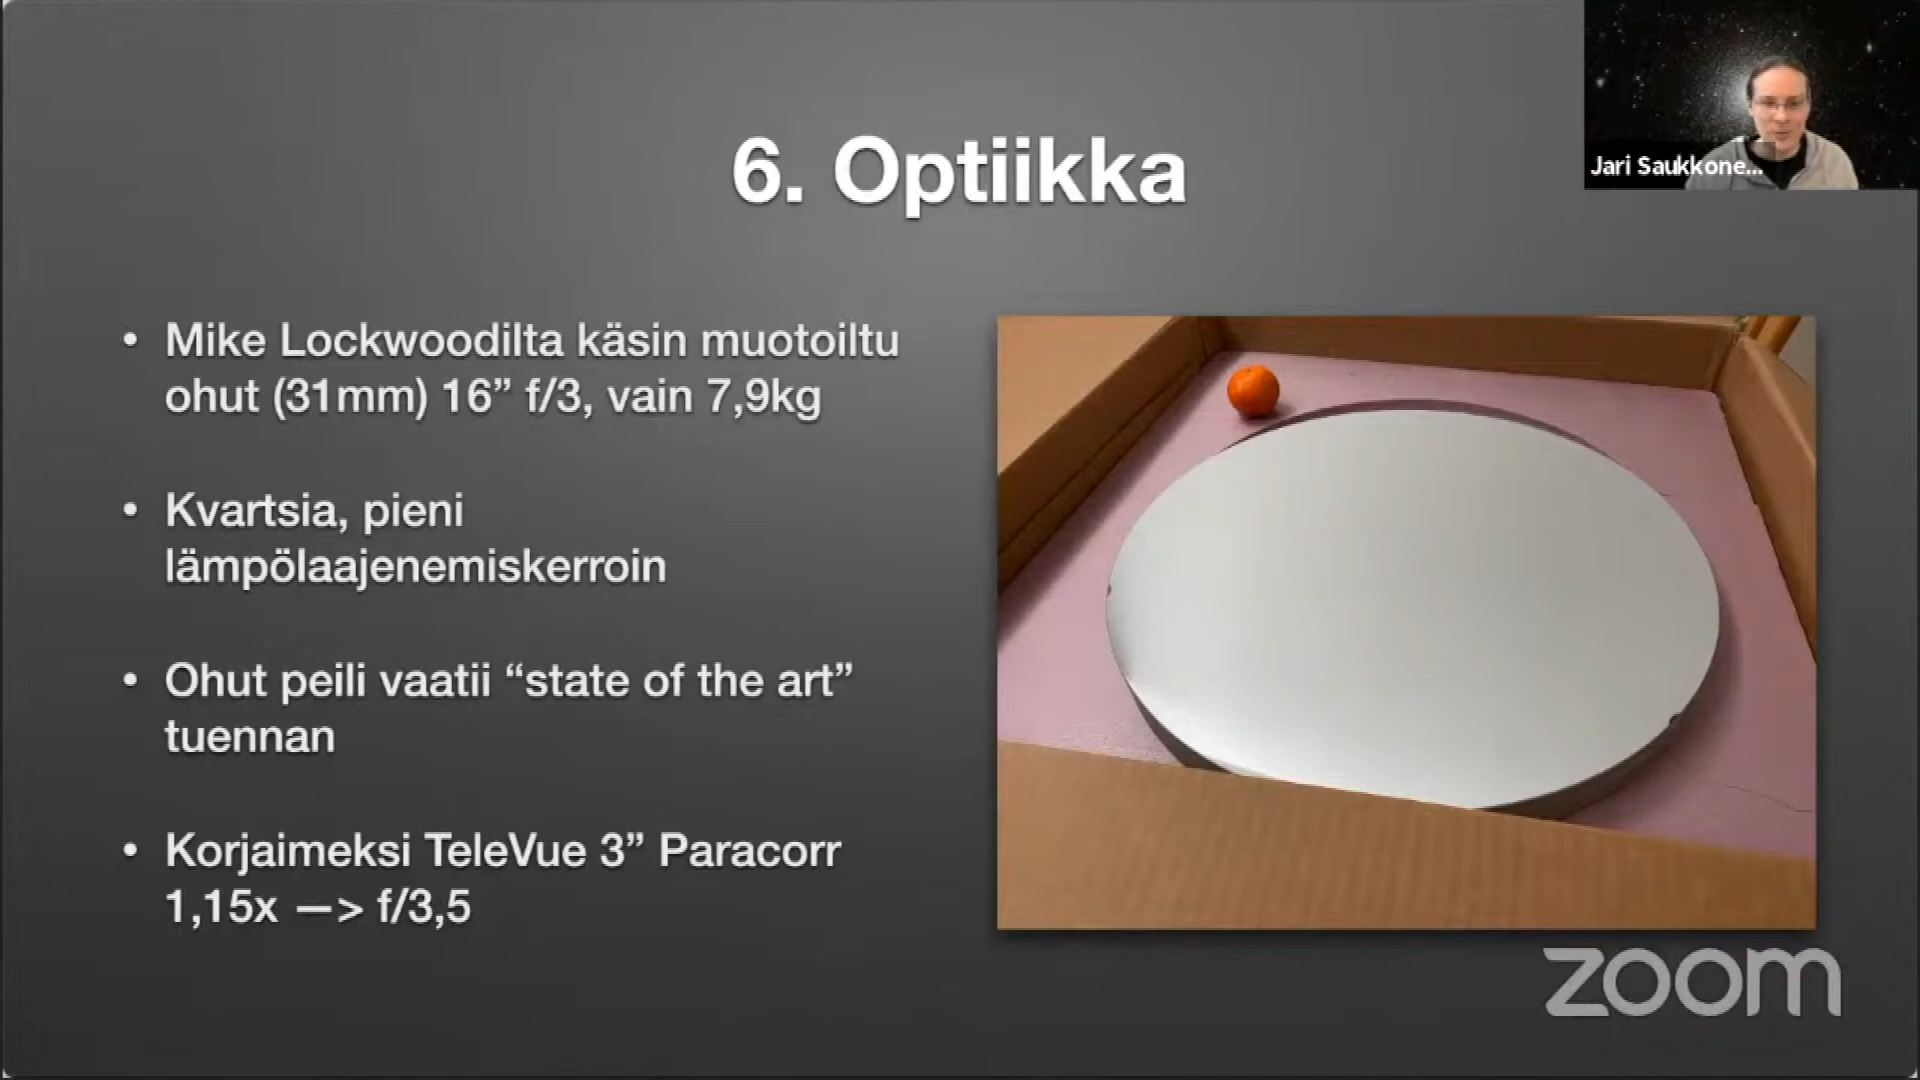 6. Optiikka
Jari Saukkone...
• Mike Lockwoodilta käsin muotoiltu
ohut (31mm) 16” f/3, vain 7,9kg
• Kvartsia, pieni
lämpölaajenemiskerroin
• Ohut peili vaatii “state of the art”
tuennan
• Korjaimeksi TeleVue 3” Paracorr
1,15x —> f/3,5
zoom